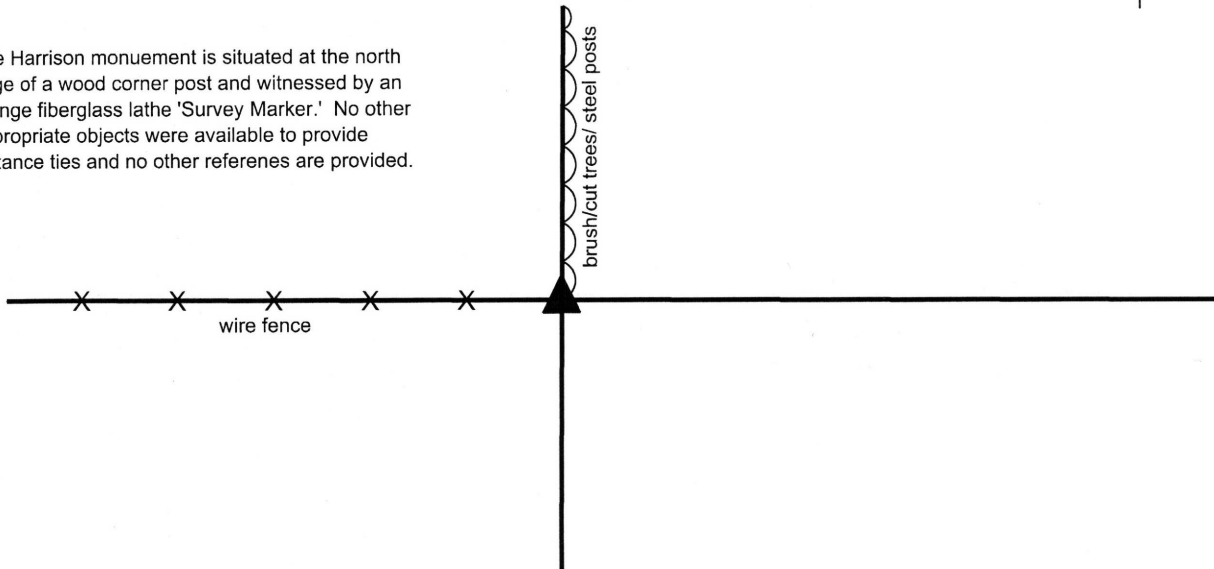 e Harrison monuement is situated at the north
ge of a wood corner post and witnessed by an
nge fiberglass lathe 'Survey Marker.' No other
propriate objects were available to provide
tance ties and no other referenes are provided.
brush/cut trees/ steel posts
wire fence